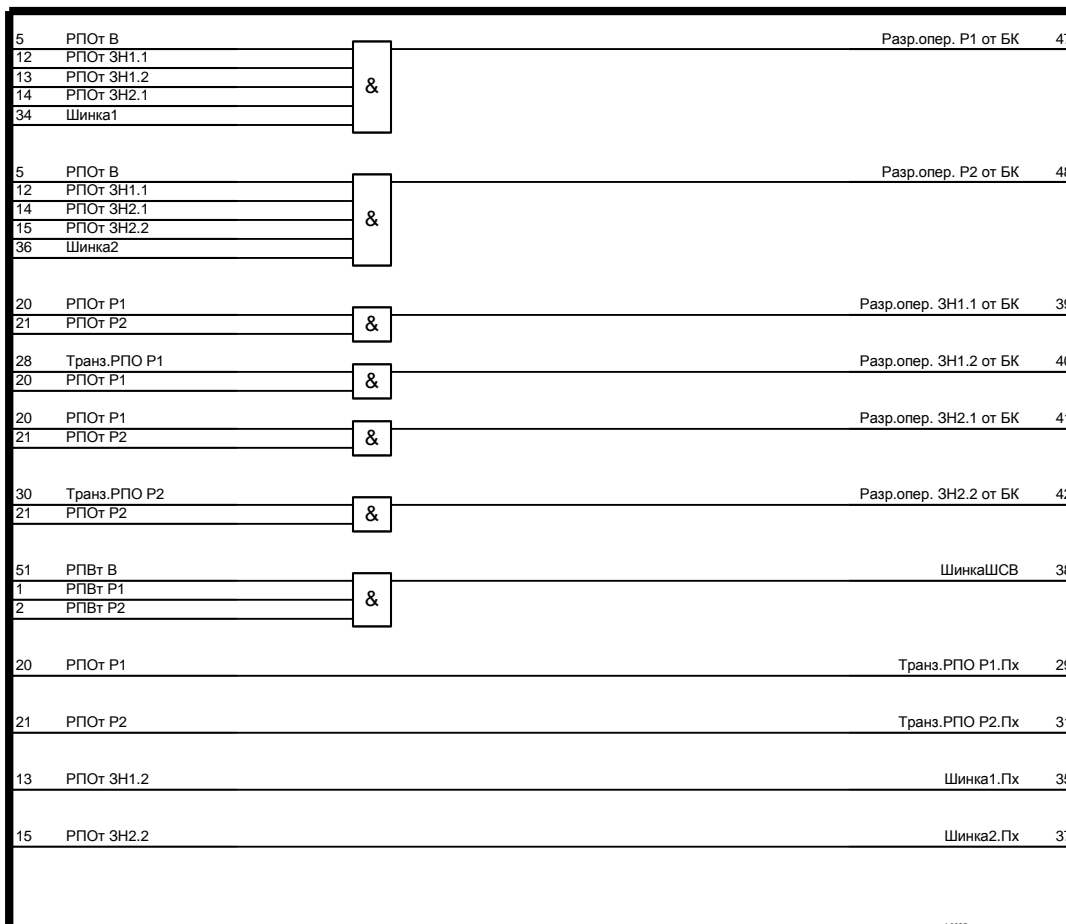 5 РПОт В Разр.опер. Р1 от БК
12 РПОт ЗН1.1
13 РПОт ЗН1.2
14 РПОт ЗН2.1
34 Шинка1
&
5 РПОт В Разр.опер. Р2 от БК
12 РПОт ЗН1.1
14 РПОт ЗН2.1
15 РПОт ЗН2.2
36 Шинка2
&
20 РПОт Р1 Разр.опер. ЗН1.1 от БК
21 РПОт Р2
&
28 Транз.РПО Р1 Разр.опер. ЗН1.2 от БК
20 РПОт Р1
&
20 РПОт Р1 Разр.опер. ЗН2.1 от БК
21 РПОт Р2
&
30 Транз.РПО Р2 Разр.опер. ЗН2.2 от БК
21 РПОт Р2
&
51 РПВт В ШинкаШСВ
1 РПВт Р1
2 РПВт Р2
&
20 РПОт Р1 Транз.РПО Р1.Пх
21 РПОт Р2 Транз.РПО Р2.Пх
13 РПОт ЗН1.2 Шинка1.Пх
15 РПОт ЗН2.2 Шинка2.Пх